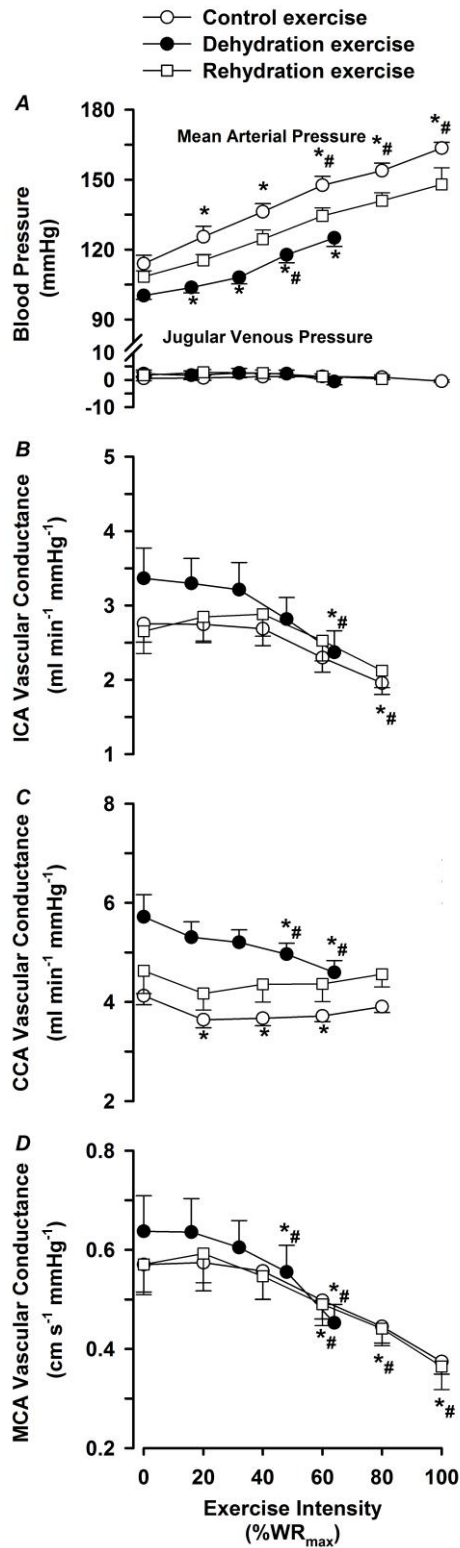 Control exercise
Dehydration exercise
Rehydration exercise
A
180
150
120
90
10
0
-10
Blood Pressure
(mmHg)
Mean Arterial Pressure
*# *# *#
* *
* * *# *
Jugular Venous Pressure
B
5
4
3
2
1
ICA Vascular Conductance
(ml min⁻¹ mmHg⁻¹)
*#
*#
C
8
6
4
2
CCA Vascular Conductance
(ml min⁻¹ mmHg⁻¹)
*# *#
* * *
D
0.8
0.6
0.4
0.2
MCA Vascular Conductance
(cm s⁻¹ mmHg⁻¹)
*#
*#
*# *# *#
0 20 40 60 80 100
Exercise Intensity
(%WRmax)